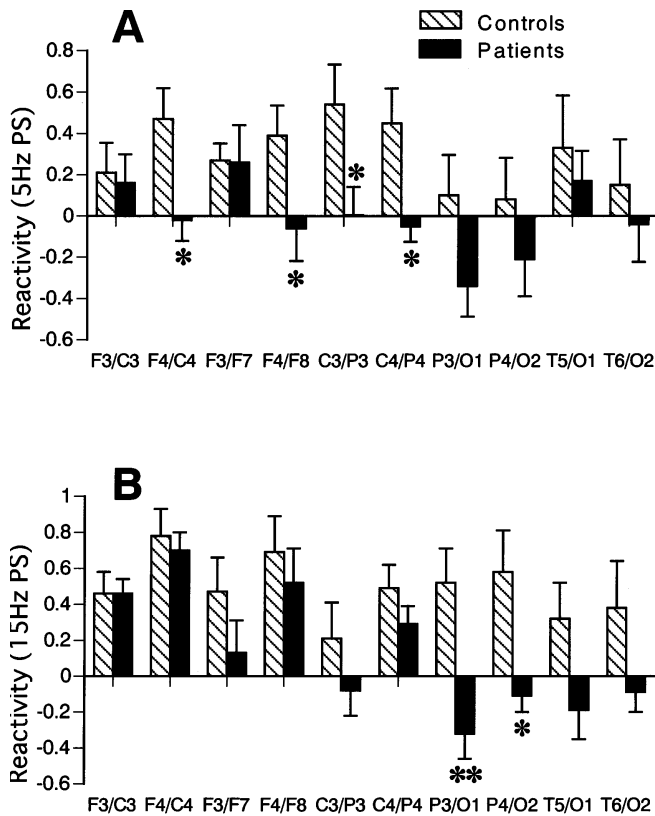 A
Controls
Patients
0.8
0.6
0.4
0.2
0
-0.2
-0.4
-0.6
Reactivity (5Hz PS)
*
*
*
*
F3/C3 F4/C4 F3/F7 F4/F8 C3/P3 C4/P4 P3/O1 P4/O2 T5/O1 T6/O2
B
1
0.8
0.6
0.4
0.2
0
-0.2
-0.4
-0.6
Reactivity (15Hz PS)
**
*
F3/C3 F4/C4 F3/F7 F4/F8 C3/P3 C4/P4 P3/O1 P4/O2 T5/O1 T6/O2